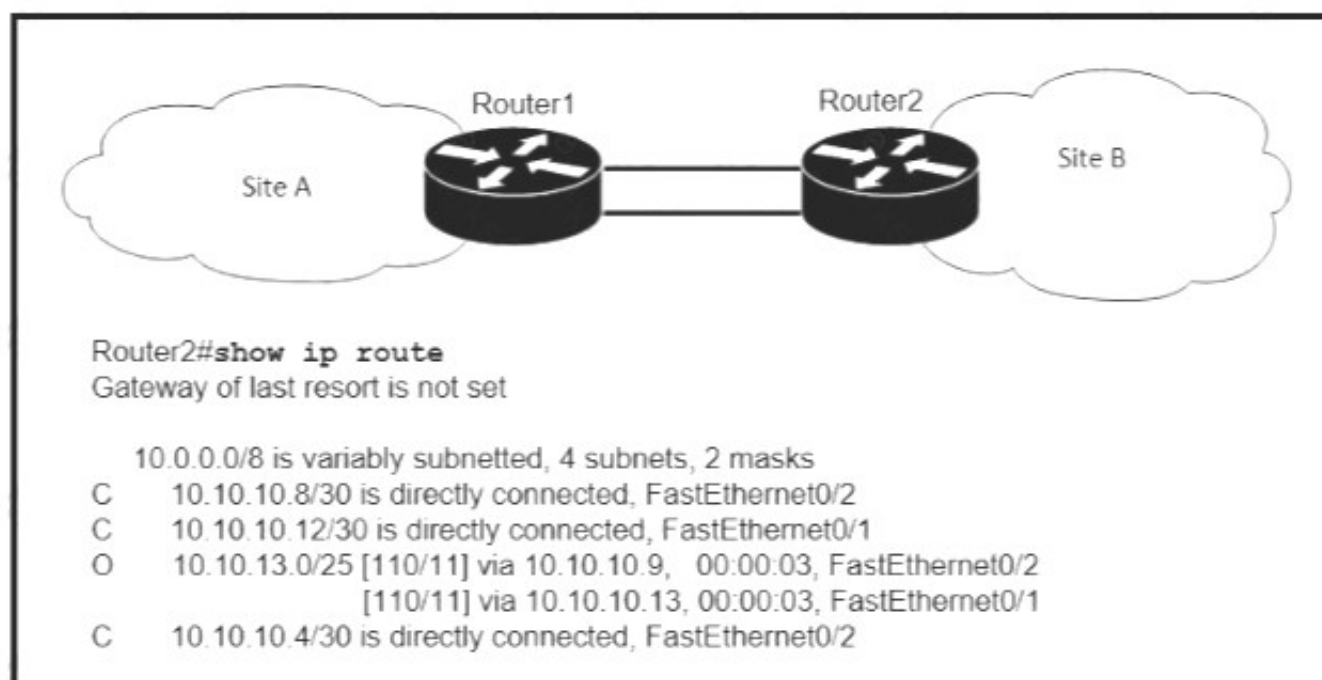 Router1
Router2
Site A
Site B
Router2#show ip route
Gateway of last resort is not set
10.0.0.0/8 is variably subnetted, 4 subnets, 2 masks
C 10.10.10.8/30 is directly connected, FastEthernet0/2
C 10.10.10.12/30 is directly connected, FastEthernet0/1
O 10.10.13.0/25 [110/11] via 10.10.10.9, 00:00:03, FastEthernet0/2
[110/11] via 10.10.10.13, 00:00:03, FastEthernet0/1
C 10.10.10.4/30 is directly connected, FastEthernet0/2